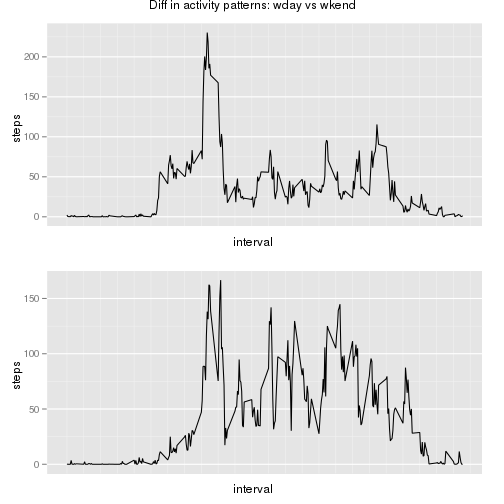 Diff in activity patterns: wday vs wkend
200
150
100
50
0
steps
interval
150
100
50
0
steps
interval